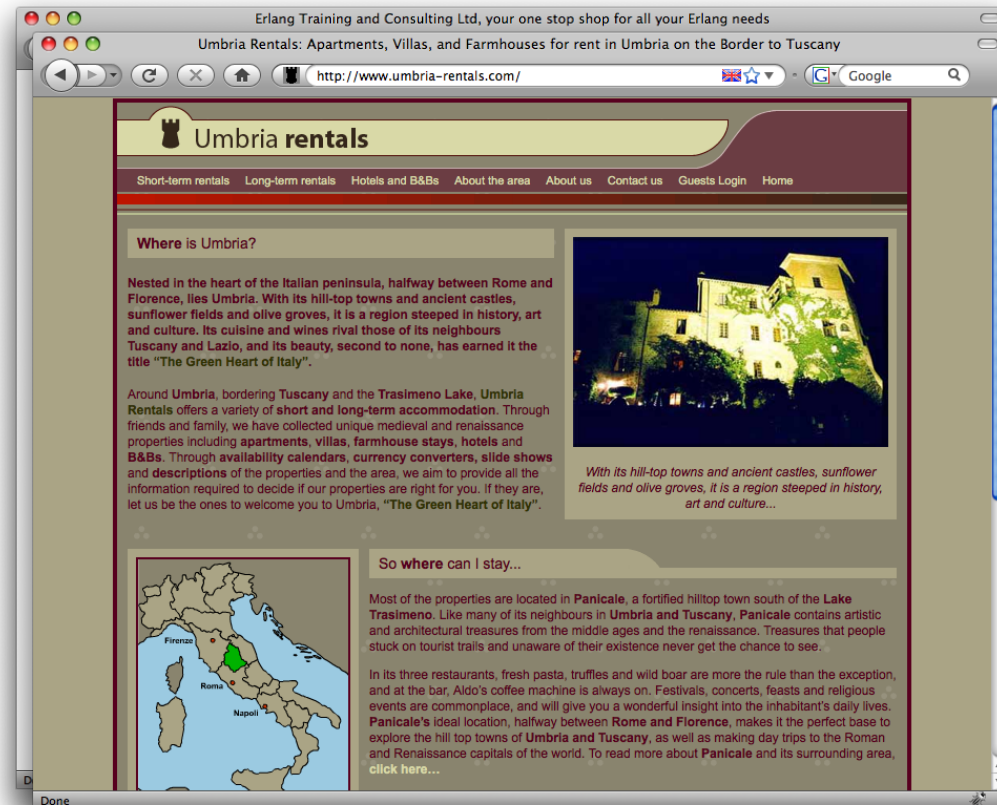 Erlang Training and Consulting Ltd, your one stop shop for all your Erlang needs
Umbria Rentals: Apartments, Villas, and Farmhouses for rent in Umbria on the Border to Tuscany
http://www.umbria-rentals.com/
G
Google
Umbria rentals
Short-term rentals Long-term rentals Hotels and B&Bs About the area About us Contact us Guests Login Home
Where is Umbria?
Nested in the heart of the Italian peninsula, halfway between Rome and
Florence, lies Umbria. With its hill-top towns and ancient castles,
sunflower fields and olive groves, it is a region steeped in history, art
and culture. Its cuisine and wines rival those of its neighbours
Tuscany and Lazio, and its beauty, second to none, has earned it the
title “The Green Heart of Italy”.
Around Umbria, bordering Tuscany and the Trasimeno Lake, Umbria
Rentals offers a variety of short and long-term accommodation. Through
friends and family, we have collected unique medieval and renaissance
properties including apartments, villas, farmhouse stays, hotels and
B&Bs. Through availability calendars, currency converters, slide shows
and descriptions of the properties and the area, we aim to provide all the
information required to decide if our properties are right for you. If they are,
let us be the ones to welcome you to Umbria, “The Green Heart of Italy”.
With its hill-top towns and ancient castles, sunflower
fields and olive groves, it is a region steeped in history,
art and culture...
Firenze
Roma
Napoli
So where can I stay...
Most of the properties are located in Panicale, a fortified hilltop town south of the Lake
Trasimeno. Like many of its neighbours in Umbria and Tuscany, Panicale contains artistic
and architectural treasures from the middle ages and the renaissance. Treasures that people
stuck on tourist trails and unaware of their existence never get the chance to see.
In its three restaurants, fresh pasta, truffles and wild boar are more the rule than the exception,
and at the bar, Aldo’s coffee machine is always on. Festivals, concerts, feasts and religious
events are commonplace, and will give you a wonderful insight into the inhabitant’s daily lives.
Panicale’s ideal location, halfway between Rome and Florence, makes it the perfect base to
explore the hill top towns of Umbria and Tuscany, as well as making day trips to the Roman
and Renaissance capitals of the world. To read more about Panicale and its surrounding area,
click here...
D
Done